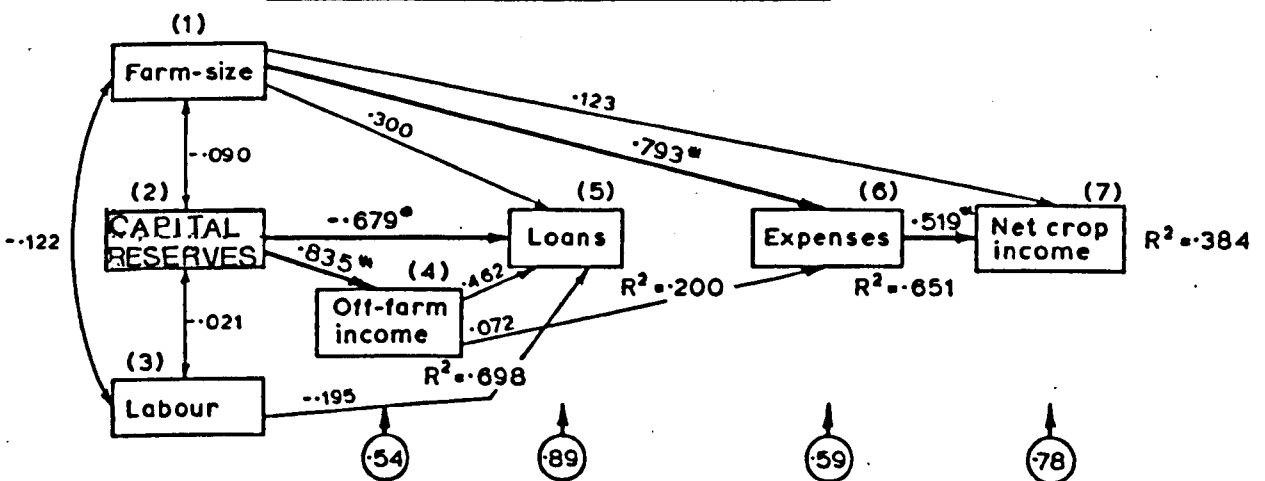 (1)
Farm-size
·123
·300
·793*
-·090
(2)
CAPITAL
RESERVES
-·679*
(5)
Loans
(6)
Expenses
·519*
(7)
Net crop
income
R²=·384
-·122
·835*
(4)
·462
Off-farm
income
·072
R²=·200
R²=·651
-·021
(3)
Labour
R²=·698
-·195
·54
·89
·59
·78